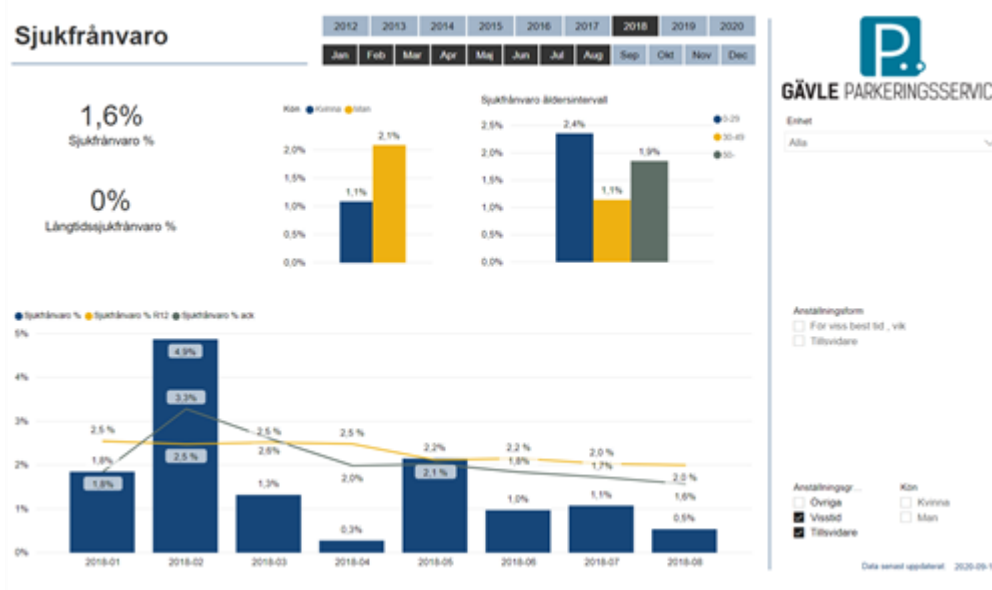 Sjukfrånvaro
2012 2013 2014 2015 2016 2017 2018 2019 2020
Jan Feb Mar Apr Maj Jun Jul Aug Sep Okt Nov Dec
P
GÄVLE PARKERINGSSERVIC
Enhet
Alla
1,6%
Sjukfrånvaro %
0%
Långtidssjukfrånvaro %
Kön Kvinna Man
2,0%
1,5%
1,0%
0,5%
0,0%
1,1%
2,1%
Sjukfrånvaro åldersintervall
2,5%
2,0%
1,5%
1,0%
0,5%
0,0%
2,4%
1,1%
1,9%
0-29
30-49
50-
Anställningsform
För viss best tid , vik
Tillsvidare
Sjukfrånvaro % Sjukfrånvaro % R12 Sjukfrånvaro % ack
5%
4%
3%
2%
1%
0%
4,9%
3,3%
2,5 % 2,5 % 2,5% 2,5 %
1,8% 2,6% 2,0%
1,8% 1,3% 0,3%
2,2% 2,2 % 2,0 % 2,0 %
2,1 % 1,8% 1,7% 1,6%
1,0% 1,1% 0,5%
2018-01 2018-02 2018-03 2018-04 2018-05 2018-06 2018-07 2018-08
Anställningsgr...
Övriga
Visstid
Tillsvidare
Kön
Kvinna
Man
Data senast uppdaterat: 2020-09-1